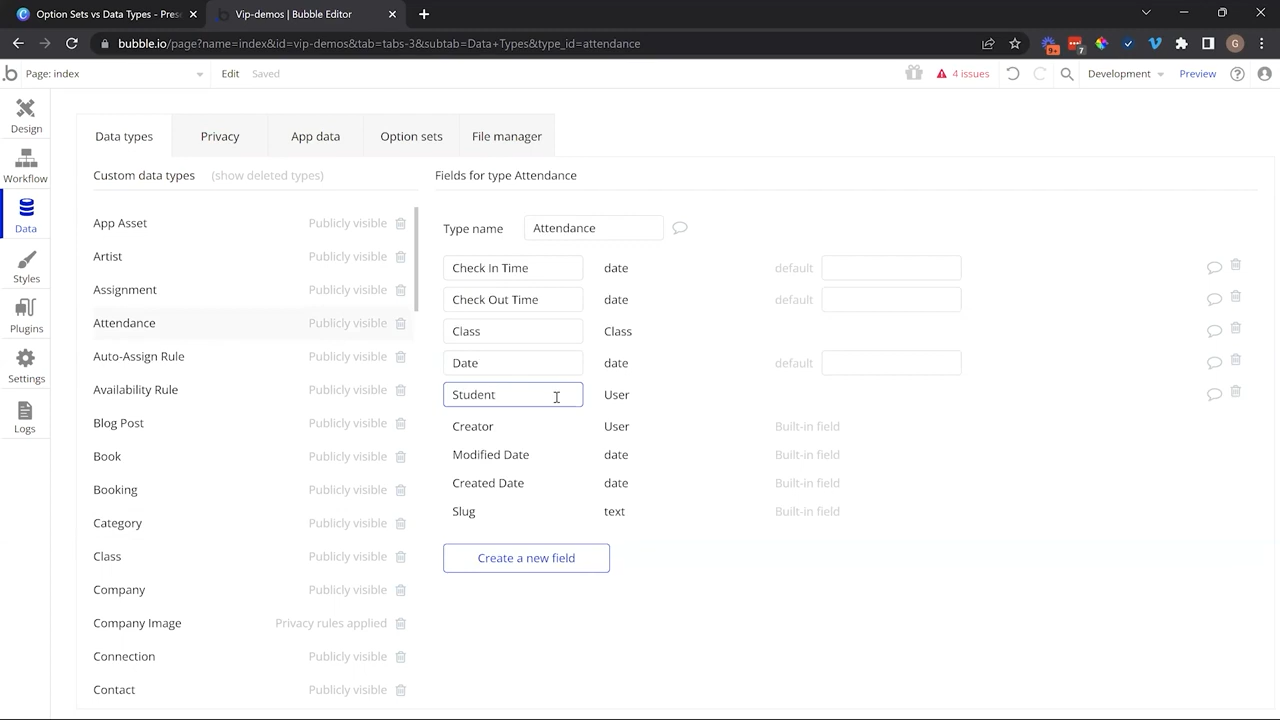 Option Sets vs Data Types - Pres
Vip-demos | Bubble Editor
bubble.io/page?name=index&id=vip-demos&tab=tabs-3&subtab=Data+Types&type_id=attendance
9+
7
G
Page: index
Edit
Saved
4 issues
Development
Preview
Design
Workflow
Data
Styles
Plugins
Settings
Logs
Data types
Privacy
App data
Option sets
File manager
Custom data types (show deleted types)
App Asset Publicly visible
Artist Publicly visible
Assignment Publicly visible
Attendance Publicly visible
Auto-Assign Rule Publicly visible
Availability Rule Publicly visible
Blog Post Publicly visible
Book Publicly visible
Booking Publicly visible
Category Publicly visible
Class Publicly visible
Company Publicly visible
Company Image Privacy rules applied
Connection Publicly visible
Contact Publicly visible
Fields for type Attendance
Type name Attendance
Check In Time date default
Check Out Time date default
Class Class
Date date default
Student User
Creator User Built-in field
Modified Date date Built-in field
Created Date date Built-in field
Slug text Built-in field
Create a new field